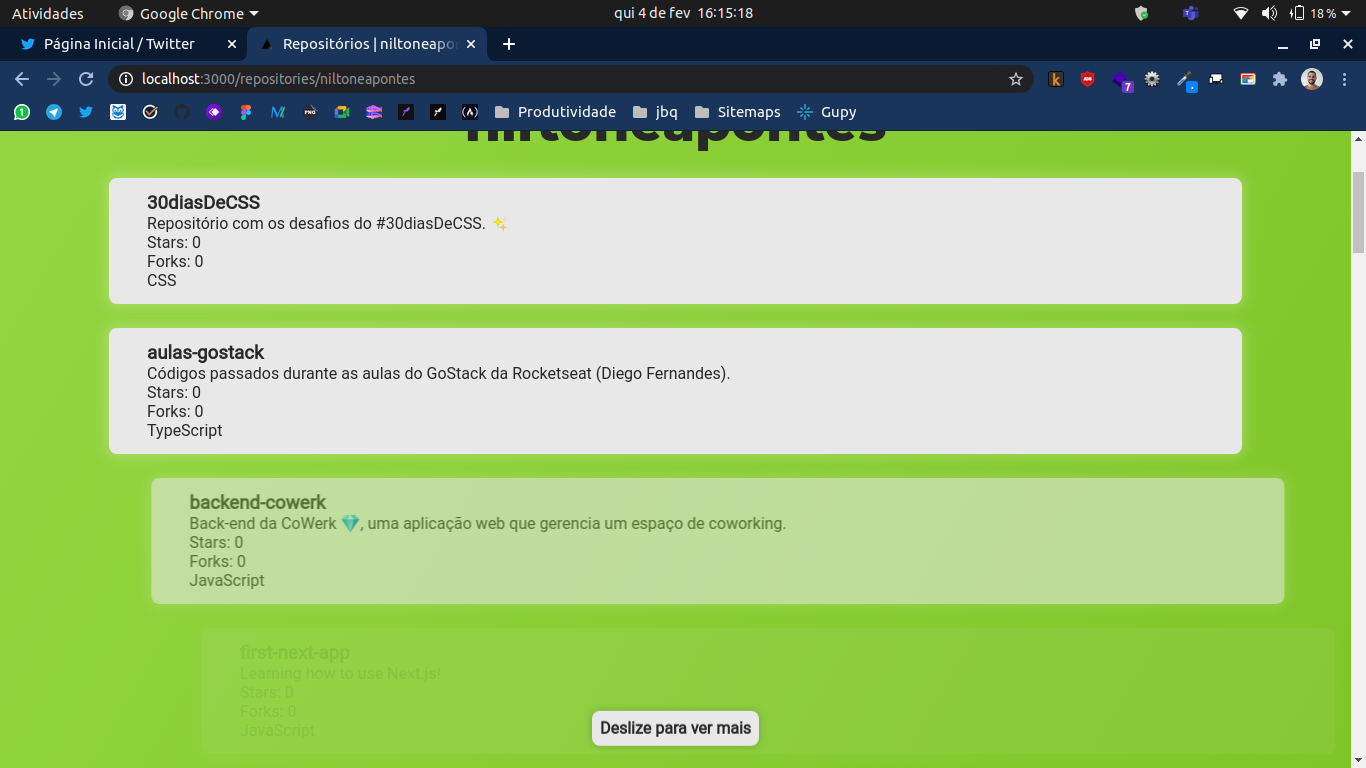 Atividades
Google Chrome
qui 4 de fev 16:15:18
18 %
Página Inicial / Twitter
Repositórios | niltoneapo
localhost:3000/repositories/niltoneapontes
7
1
PNG
Produtividade
jbq
Sitemaps
Gupy
niltoneapontes
30diasDeCSS
Repositório com os desafios do #30diasDeCSS. ✨
Stars: 0
Forks: 0
CSS
aulas-gostack
Códigos passados durante as aulas do GoStack da Rocketseat (Diego Fernandes).
Stars: 0
Forks: 0
TypeScript
backend-cowerk
Back-end da CoWerk 💎, uma aplicação web que gerencia um espaço de coworking.
Stars: 0
Forks: 0
JavaScript
first-next-app
Learning how to use Next.js!
Stars: 0
Forks: 0
JavaScript
Deslize para ver mais